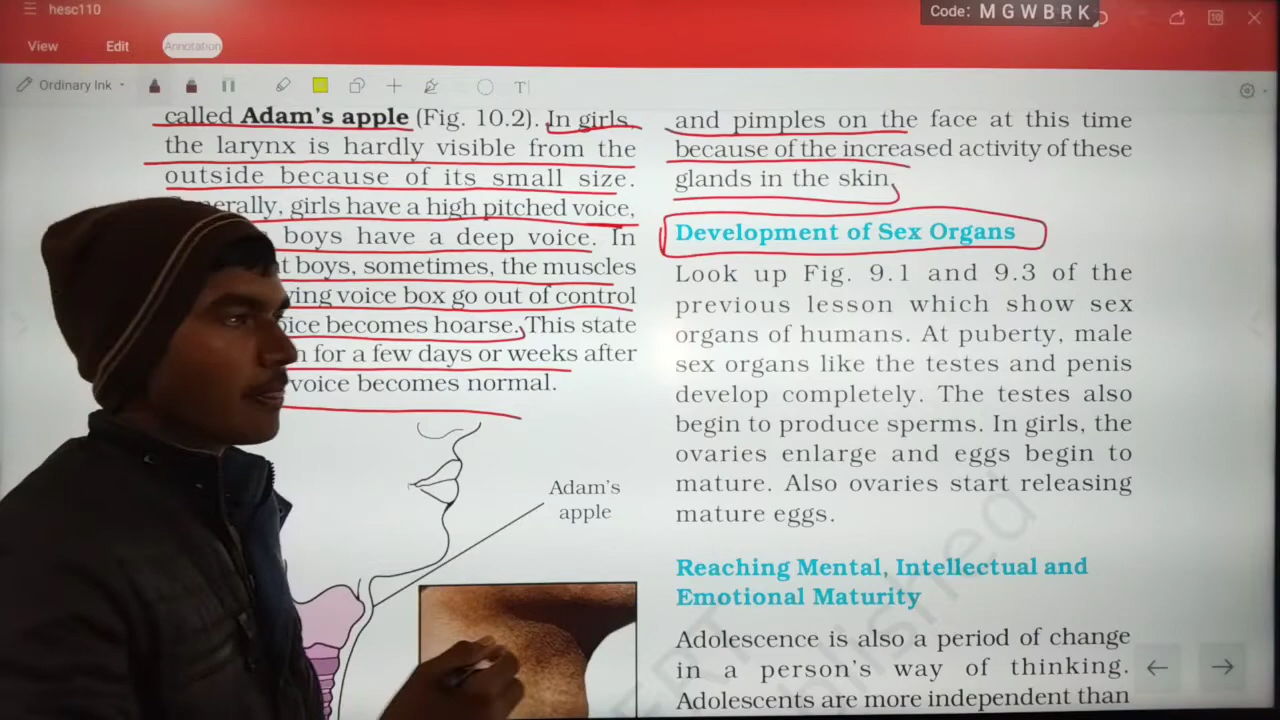 hesc110
Code: MGWBRK
10
View Edit Annotation
Ordinary Ink
T
called Adam's apple (Fig. 10.2). In girls,
the larynx is hardly visible from the
outside because of its small size.
girls have a high pitched voice,
boys have a deep voice. In
boys, sometimes, the muscles
voice box go out of control
becomes hoarse. This state
for a few days or weeks after
voice becomes normal.
Adam's
apple
and pimples on the face at this time
because of the increased activity of these
glands in the skin.
Development of Sex Organs
Look up Fig. 9.1 and 9.3 of the
previous lesson which show sex
organs of humans. At puberty, male
sex organs like the testes and penis
develop completely. The testes also
begin to produce sperms. In girls, the
ovaries enlarge and eggs begin to
mature. Also ovaries start releasing
mature eggs.
Reaching Mental, Intellectual and
Emotional Maturity
Adolescence is also a period of change
in a person's way of thinking.
Adolescents are more independent than